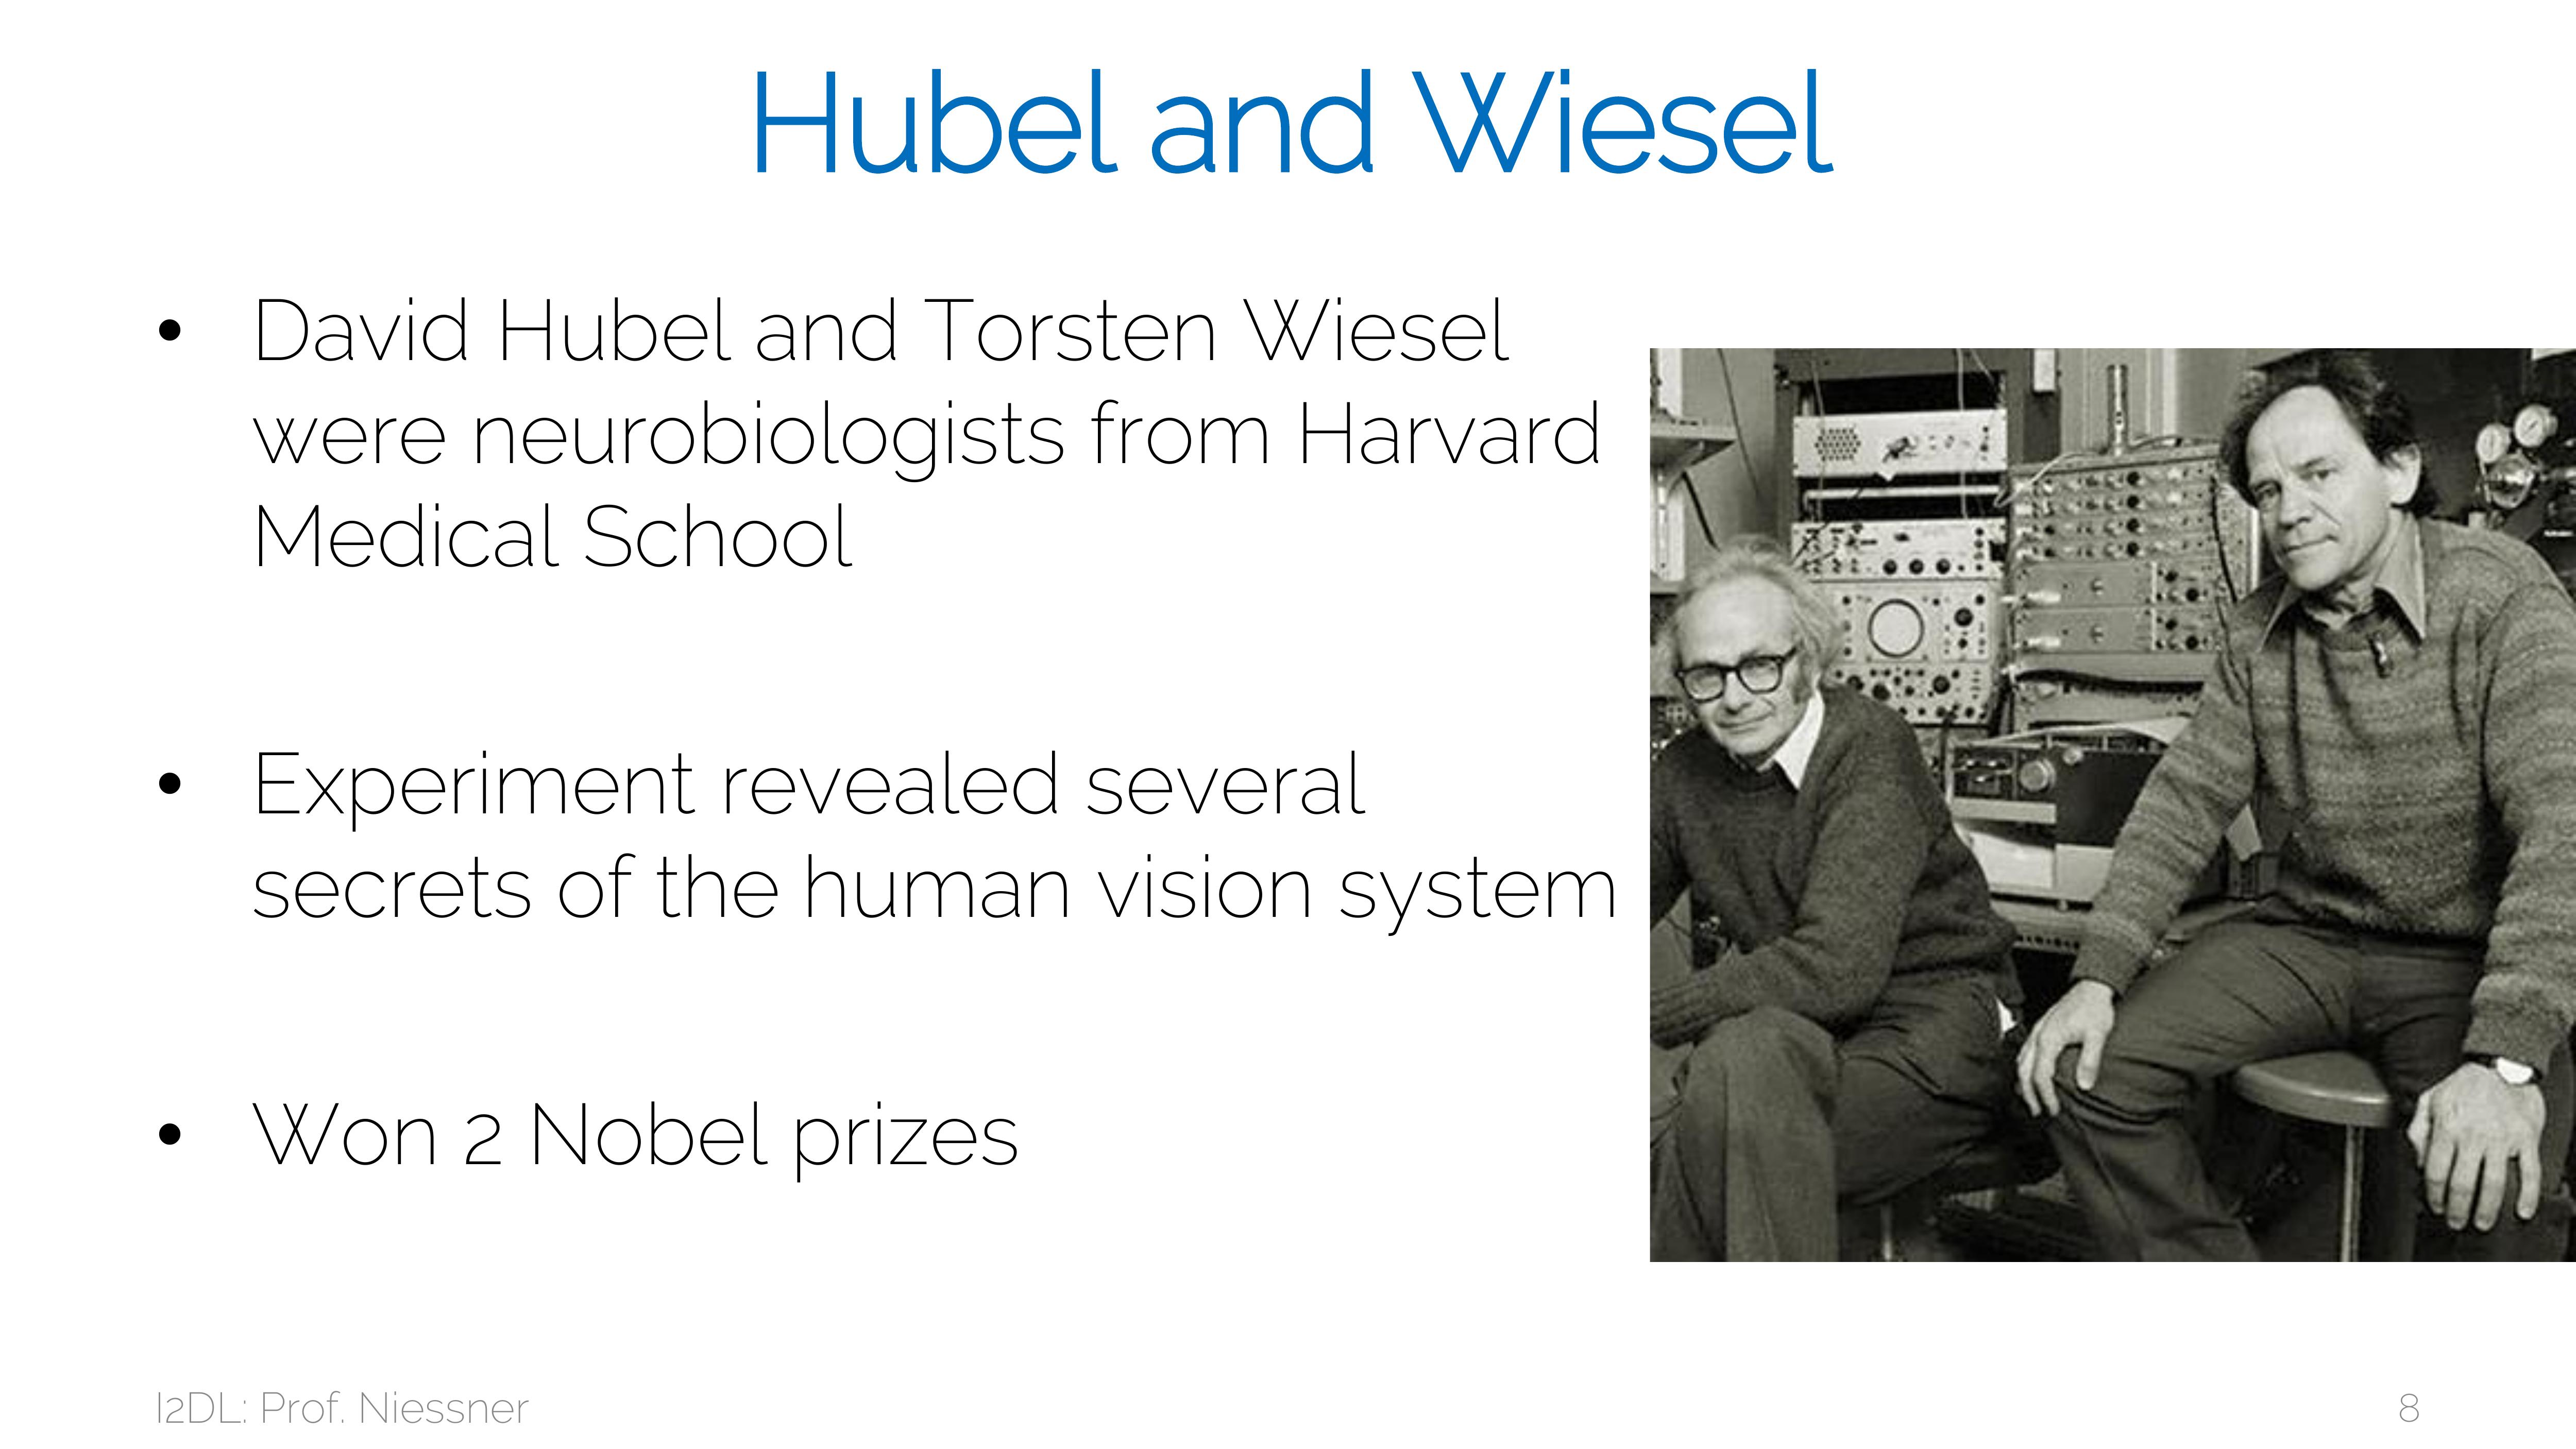 Hubel and Wiesel
• David Hubel and Torsten Wiesel
were neurobiologists from Harvard
Medical School
• Experiment revealed several
secrets of the human vision system
• Won 2 Nobel prizes
I2DL: Prof. Niessner
8